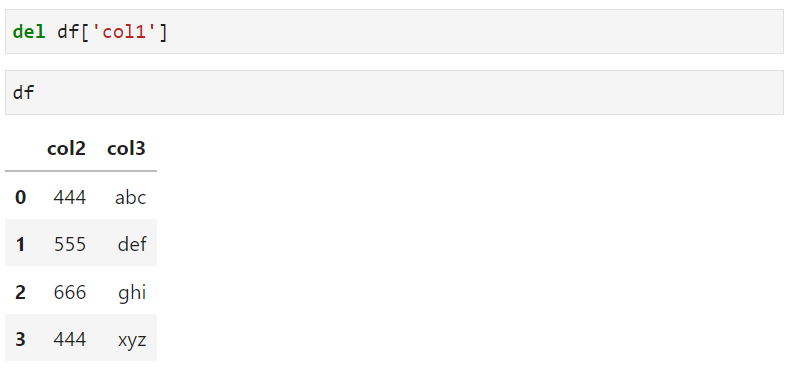 del df['col1']
df
col2 col3
0 444 abc
1 555 def
2 666 ghi
3 444 xyz